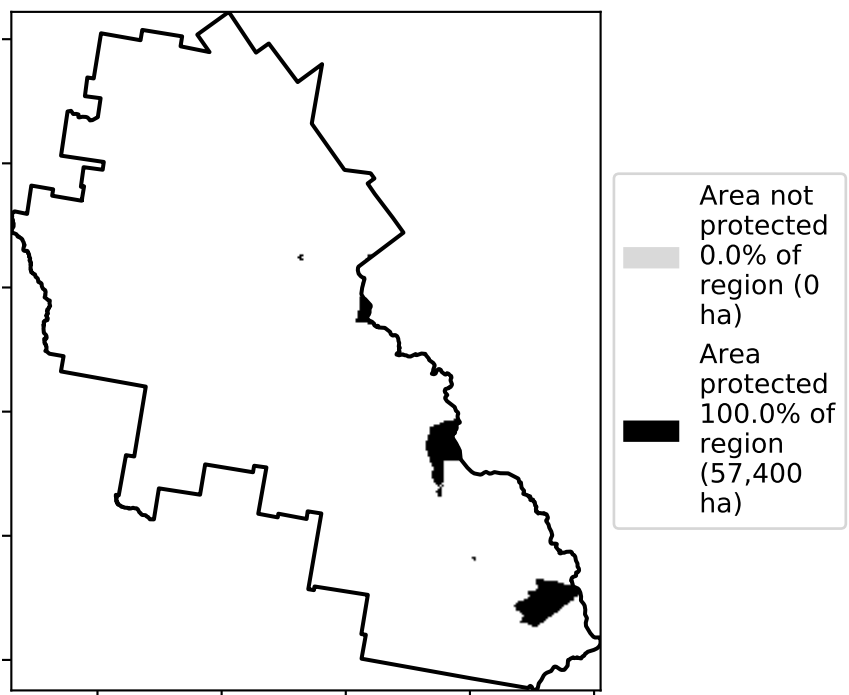 Area not
protected
0.0% of
region (0
ha)
Area
protected
100.0% of
region
(57,400
ha)